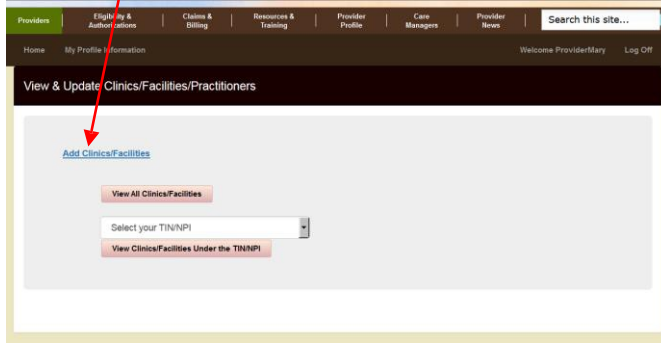 Providers
Eligibility & Authorizations
Claims & Billing
Resources & Training
Provider Profile
Care Managers
Provider News
Search this site...
Home My Profile Information Welcome ProviderMary Log Off
View & Update Clinics/Facilities/Practitioners
Add Clinics/Facilities
View All Clinics/Facilities
Select your TIN/NPI
View Clinics/Facilities Under the TIN/NPI